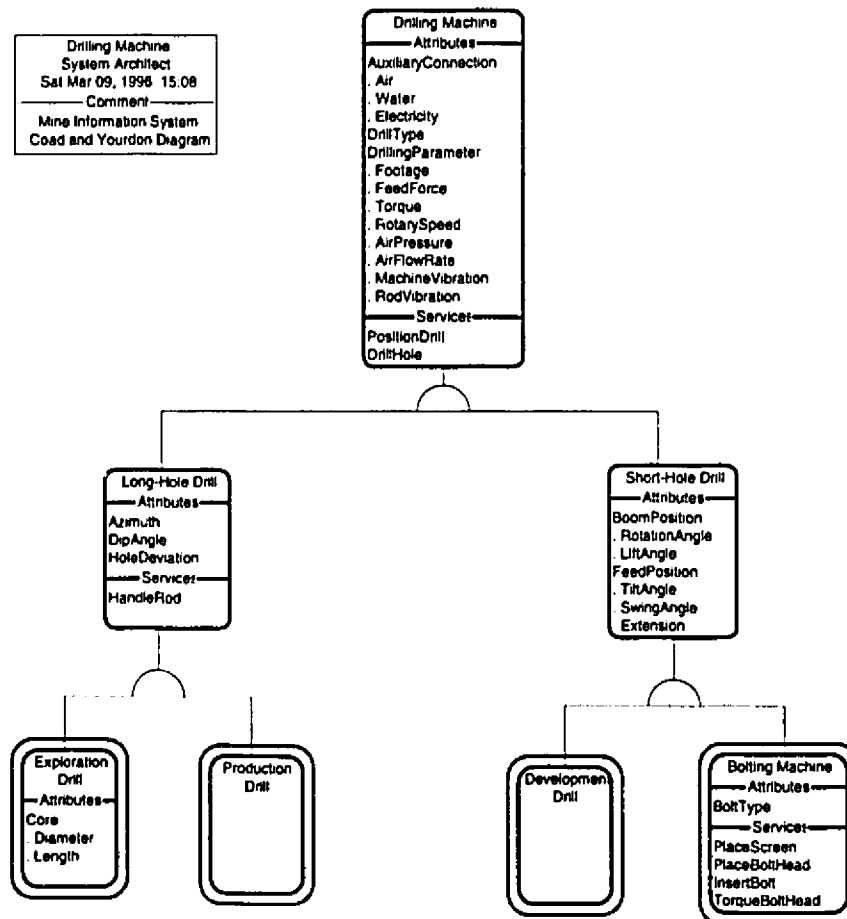 Drilling Machine
System Architect
Sat Mar 09, 1996 15:08
Comment
Mine Information System
Coad and Yourdon Diagram
Drilling Machine
Attributes
AuxiliaryConnection
. Air
. Water
. Electricity
DrillType
DrillingParameter
. Footage
. FeedForce
. Torque
. RotarySpeed
. AirPressure
. AirFlowRate
. MachineVibration
. RodVibration
Services
PositionDrill
DrillHole
Long-Hole Drill
Attributes
Azimuth
DipAngle
HoleDeviation
Services
HandleRod
Short-Hole Drill
Attributes
BoomPosition
. RotationAngle
. LiftAngle
FeedPosition
. TiltAngle
. SwingAngle
. Extension
Exploration
Drill
Attributes
Core
. Diameter
. Length
Production
Drill
Development
Drill
Bolting Machine
Attributes
BoltType
Services
PlaceScreen
PlaceBoltHead
InsertBolt
TorqueBoltHead